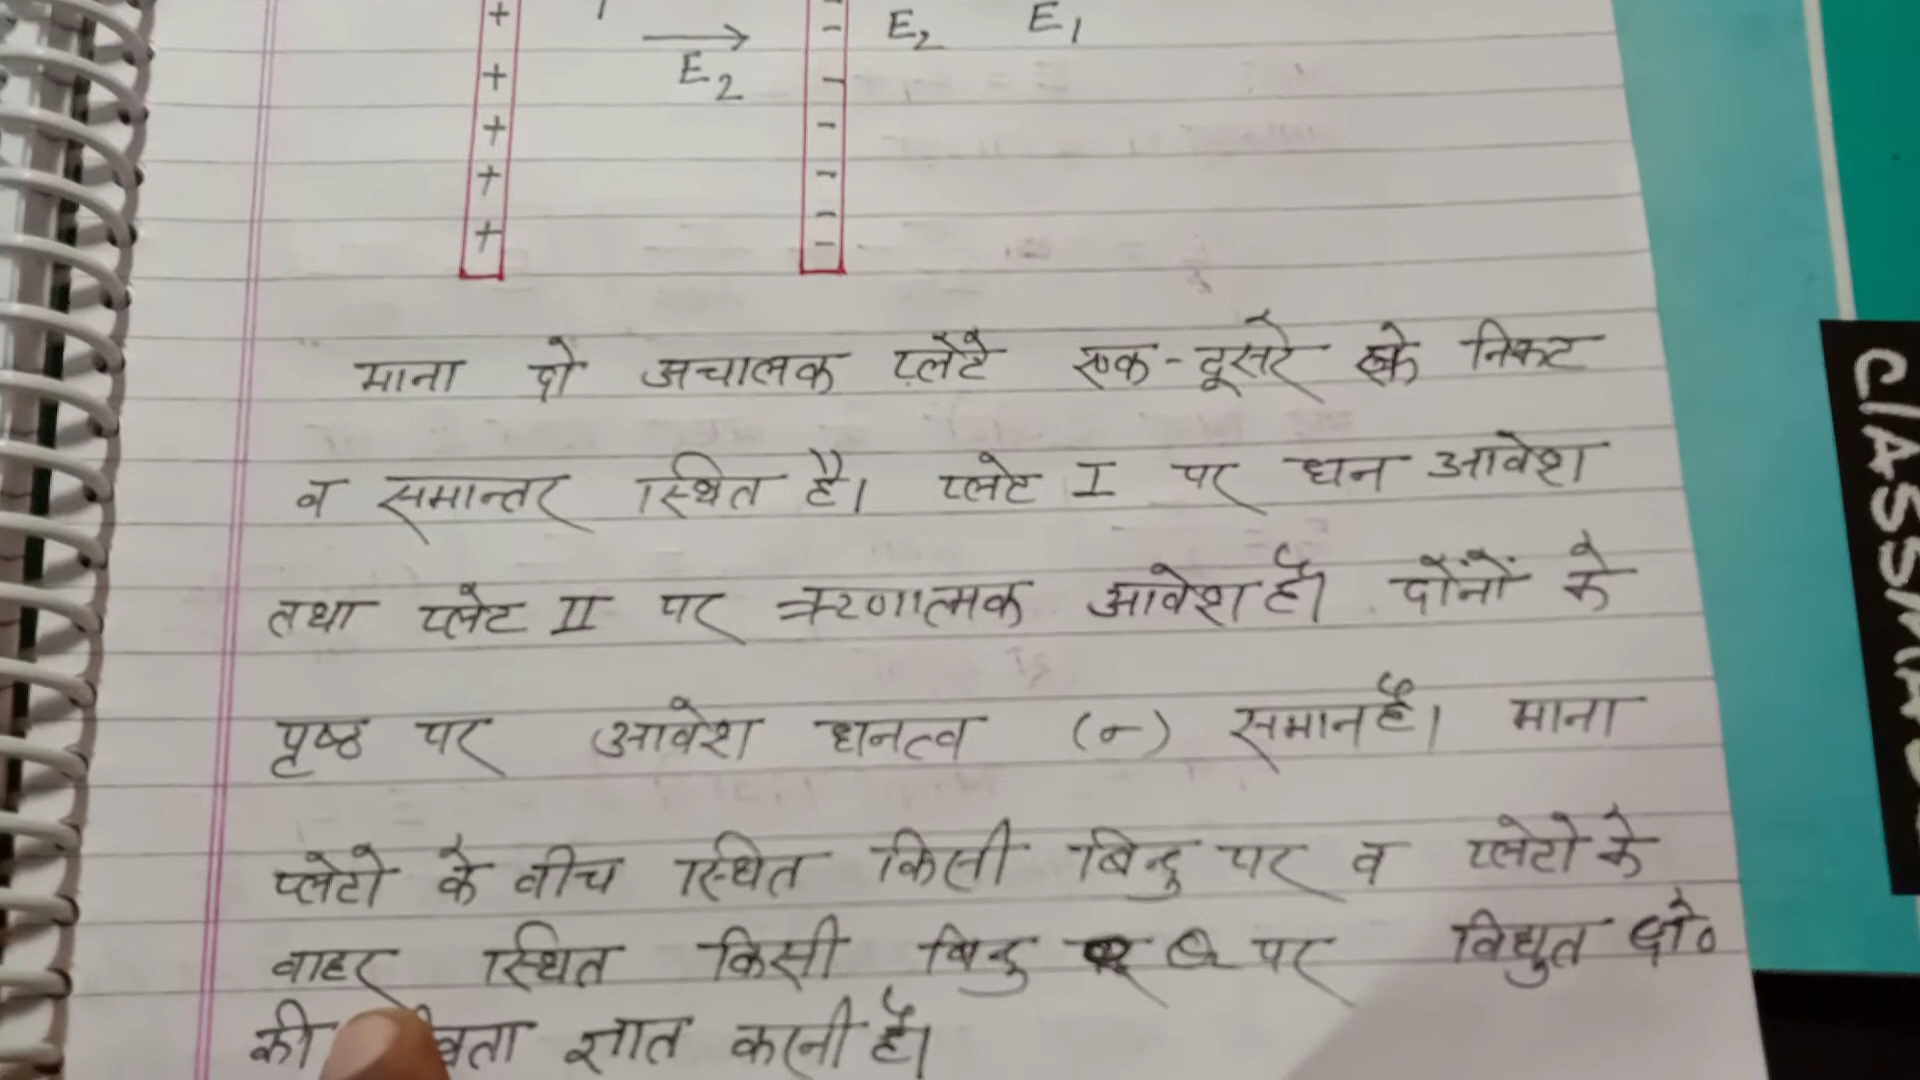 + - E₂ E₁
+ E₂ -
+ -
+ -
+ -
-
माना दो अचालक प्लेटें एक-दूसरे के निकट
व समान्तर स्थित है। प्लेट I पर धन आवेश
तथा प्लेट II पर ऋणात्मक आवेश है। दोंनों के
पृष्ठ पर आवेश घनत्व (σ) समान है। माना
प्लेटो के बीच स्थित किसी बिन्दु पर व प्लेटो के
बाहर स्थित किसी बिन्दु Q पर विद्युत क्षे०
की ज्ञात करनी है।
CLASSMA